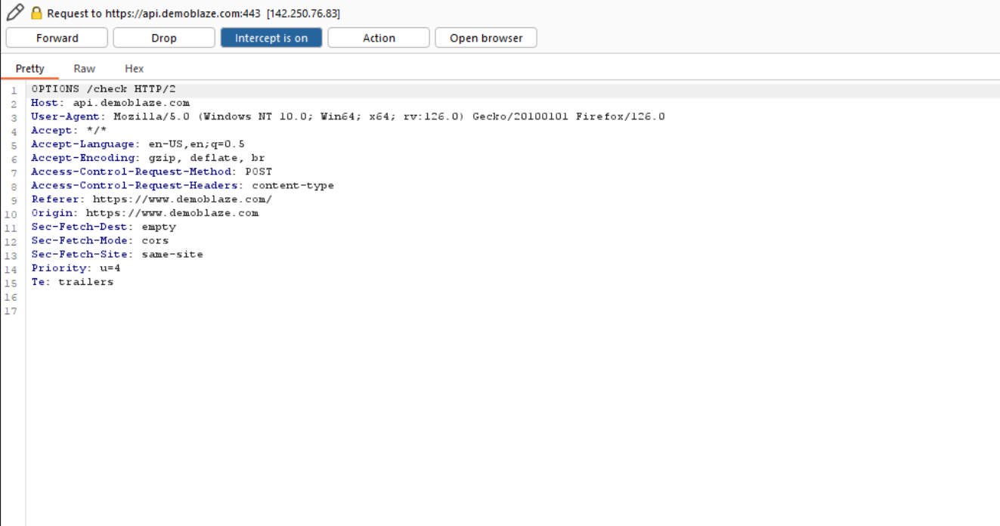 Request to https://api.demoblaze.com:443 [142.250.76.83]
Forward Drop Intercept is on Action Open browser
Pretty Raw Hex
1 OPTIONS /check HTTP/2
2 Host: api.demoblaze.com
3 User-Agent: Mozilla/5.0 (Windows NT 10.0; Win64; x64; rv:126.0) Gecko/20100101 Firefox/126.0
4 Accept: */*
5 Accept-Language: en-US,en;q=0.5
6 Accept-Encoding: gzip, deflate, br
7 Access-Control-Request-Method: POST
8 Access-Control-Request-Headers: content-type
9 Referer: https://www.demoblaze.com/
10 Origin: https://www.demoblaze.com
11 Sec-Fetch-Dest: empty
12 Sec-Fetch-Mode: cors
13 Sec-Fetch-Site: same-site
14 Priority: u=4
15 Te: trailers
16
17